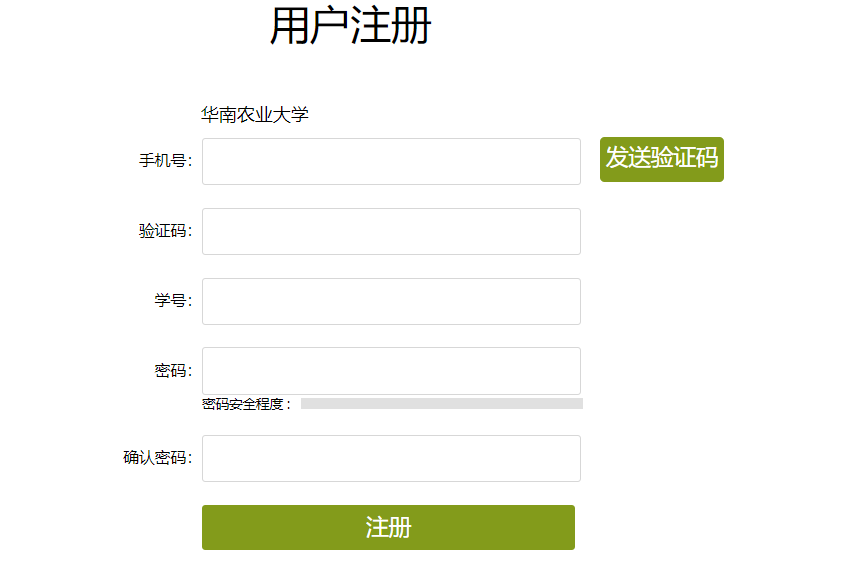 用户注册
华南农业大学
手机号：
发送验证码
验证码：
学号：
密码：
密码安全程度：
确认密码：
注册